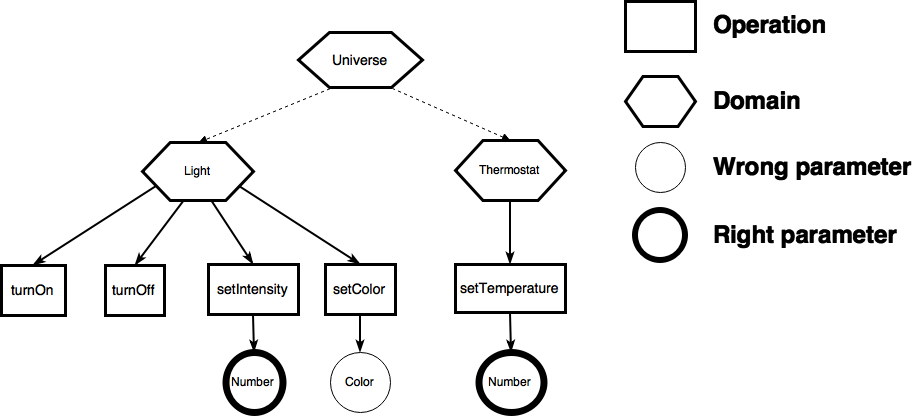 Operation
Universe
Domain
Light
Thermostat
Wrong parameter
Right parameter
turnOn
turnOff
setIntensity
setColor
setTemperature
Number
Color
Number